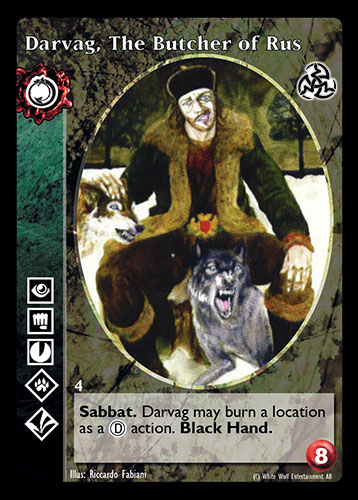 Darvag, The Butcher of Rus
4
Sabbat. Darvag may burn a location
as a D action. Black Hand.
8
Illus: Riccardo Fabiani (C) White Wolf Entertainment AB